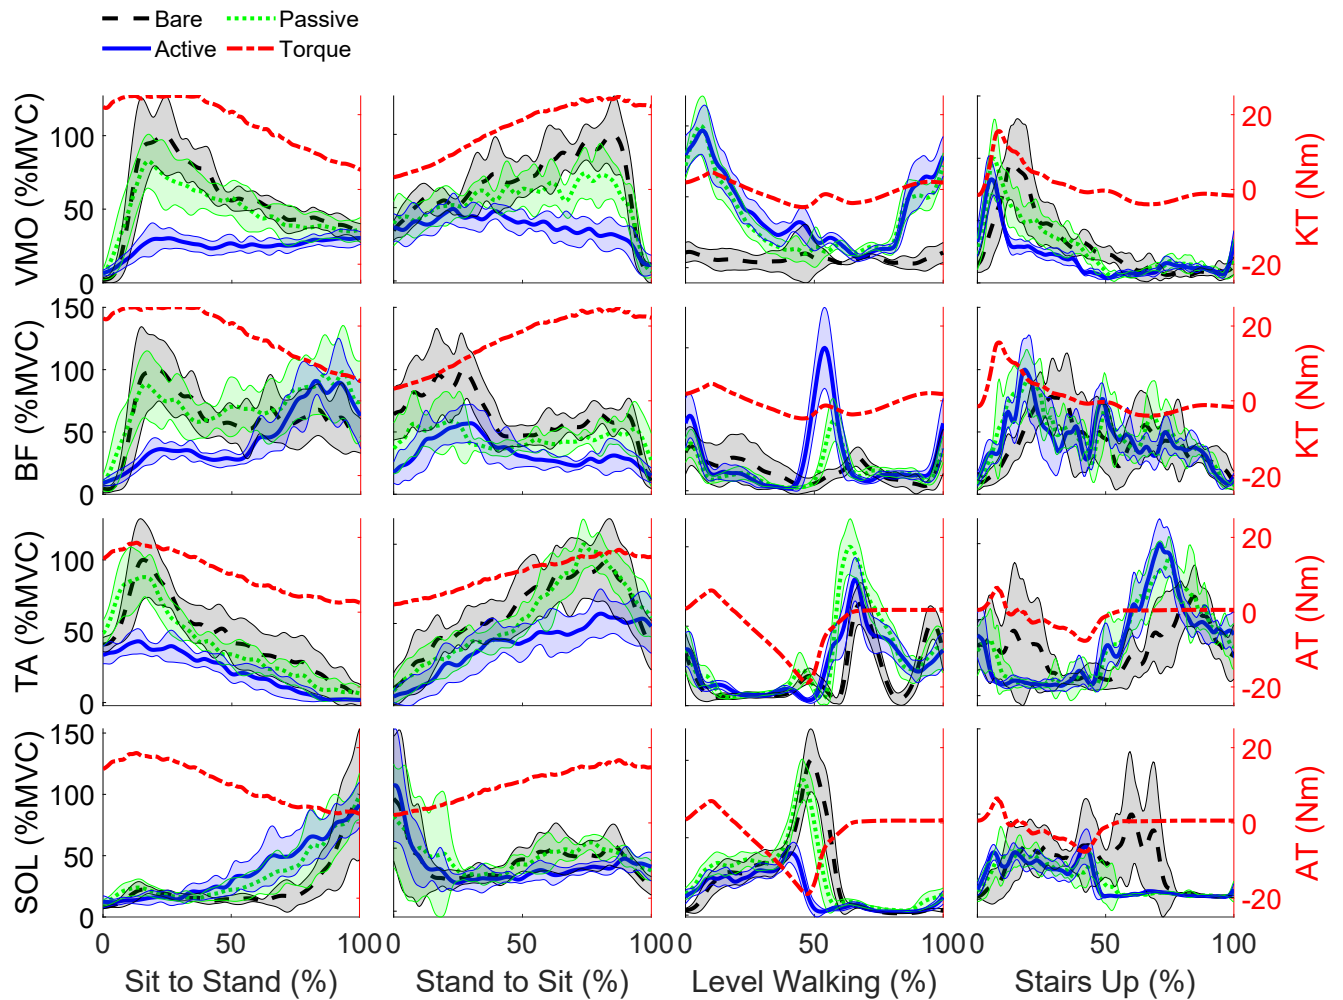 Bare Passive
Active Torque
VMO (%MVC)
100
50
0
20
0
-20
KT (Nm)
BF (%MVC)
150
100
50
0
20
0
-20
KT (Nm)
TA (%MVC)
100
50
0
20
0
-20
AT (Nm)
SOL (%MVC)
150
100
50
0
20
0
-20
AT (Nm)
0 50 100 0 50 100 0 50 100 0 50 100
Sit to Stand (%) Stand to Sit (%) Level Walking (%) Stairs Up (%)